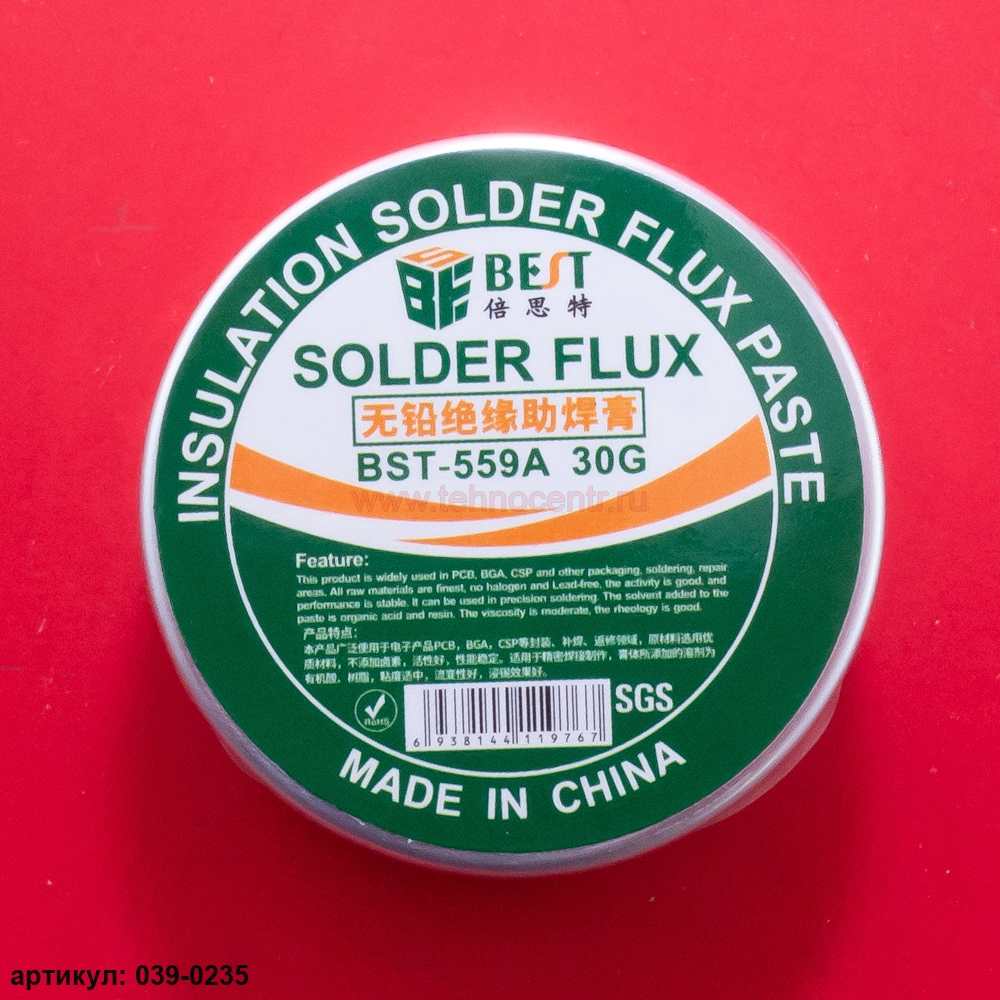 INSULATION SOLDER FLUX PASTE
BEST
倍思特
SOLDER FLUX
无铅绝缘助焊膏
BST-559A 30G
www.tehnocentr.ru
Feature:
This product is widely used in PCB, BGA, CSP and other packaging, soldering, repair
areas. All raw materials are finest, no halogen and Lead-free, the activity is good, and
performance is stable. It can be used in precision soldering. The solvent added to the
paste is organic acid and resin. The viscosity is moderate, the rheology is good.
产品特点:
本产品广泛使用于电子产品PCB, BGA, CSP等封装、补焊、返修领域, 原材料选用优
质材料, 不添加卤素, 活性好, 性能稳定。适用于精密焊接制作, 膏体所添加的溶剂为
有机酸、树脂, 粘度适中, 流变性好, 浸锡效果好。
RoHS
6 938144 119767
SGS
MADE IN CHINA
артикул: 039-0235